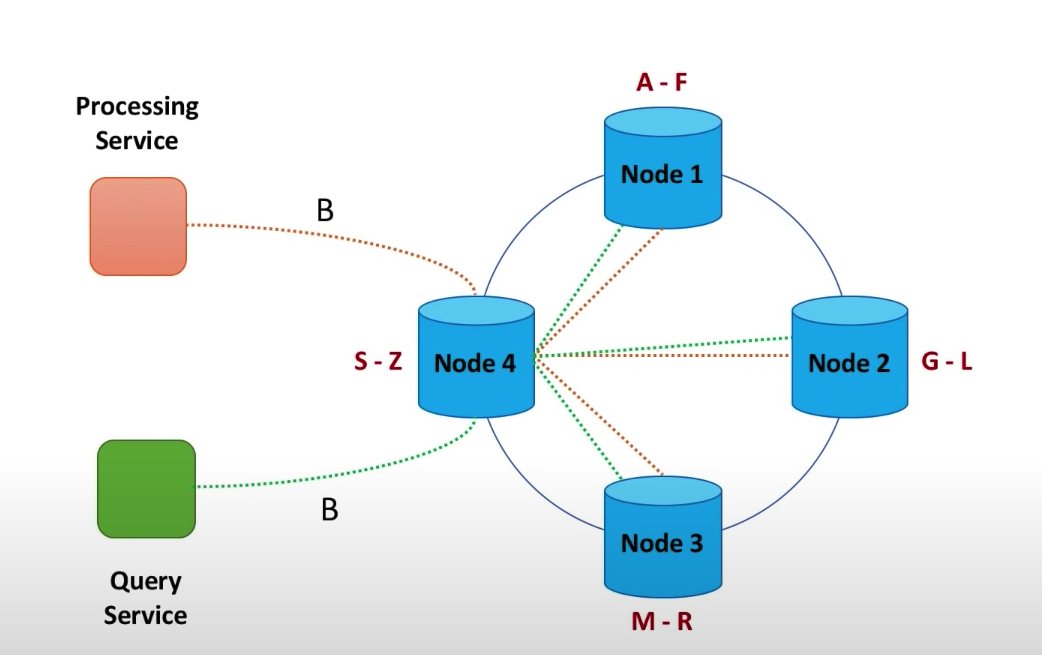 A - F
Processing
Service
Node 1
B
S - Z
Node 4
Node 2
G - L
B
Node 3
Query
Service
M - R